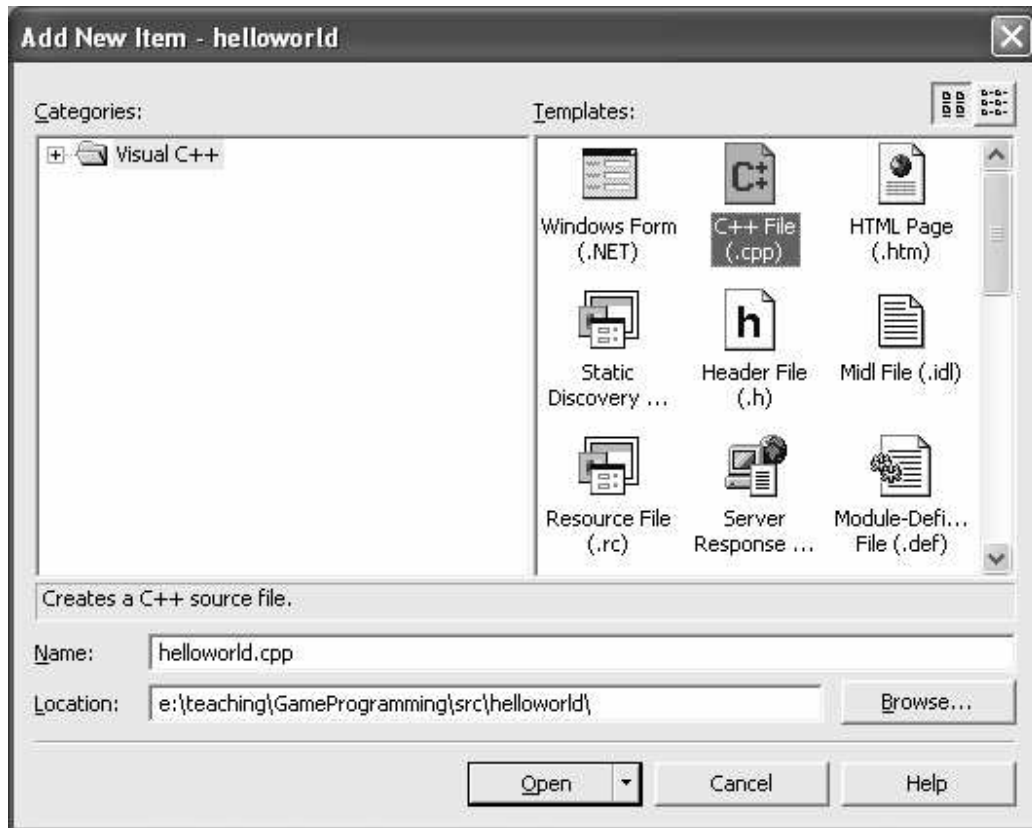 Add New Item - helloworld
Categories:
Templates:
Visual C++
Windows Form
(.NET)
C++ File
(.cpp)
HTML Page
(.htm)
Static
Discovery ...
Header File
(.h)
Midl File (.idl)
Resource File
(.rc)
Server
Response ...
Module-Defi...
File (.def)
Creates a C++ source file.
Name:
helloworld.cpp
Location:
e:\teaching\GameProgramming\src\helloworld\
Browse...
Open
Cancel
Help